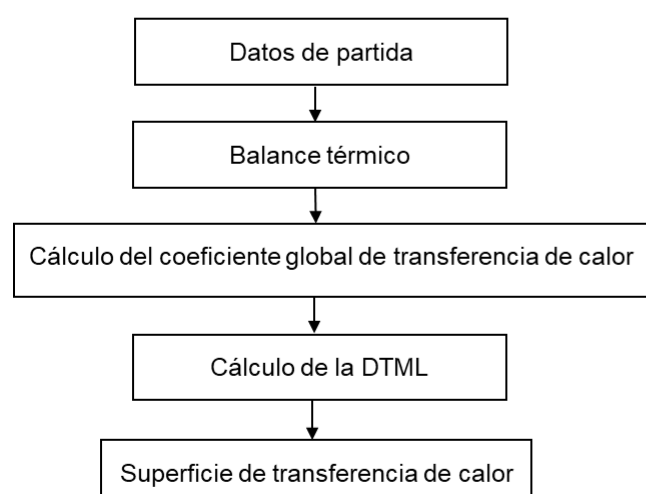 Datos de partida
Balance térmico
Cálculo del coeficiente global de transferencia de calor
Cálculo de la DTML
Superficie de transferencia de calor